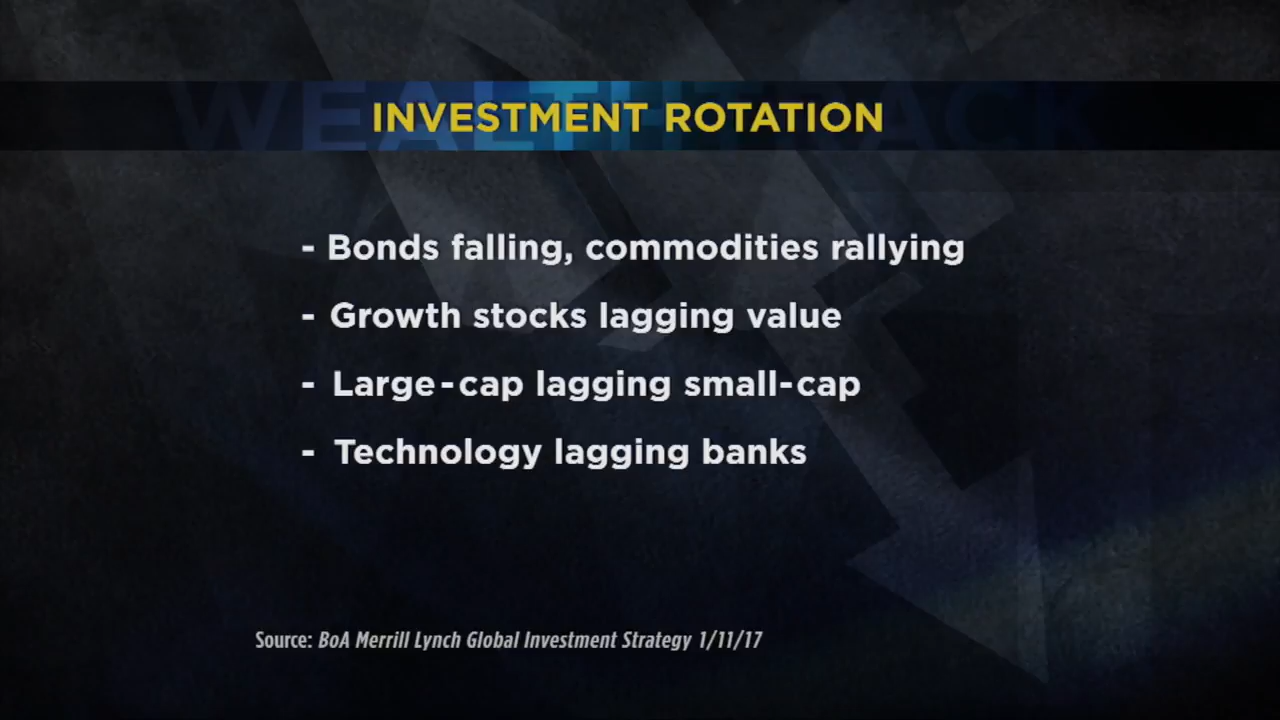 WEALTHTRACK
INVESTMENT ROTATION
- Bonds falling, commodities rallying
- Growth stocks lagging value
- Large-cap lagging small-cap
- Technology lagging banks
Source: BoA Merrill Lynch Global Investment Strategy 1/11/17